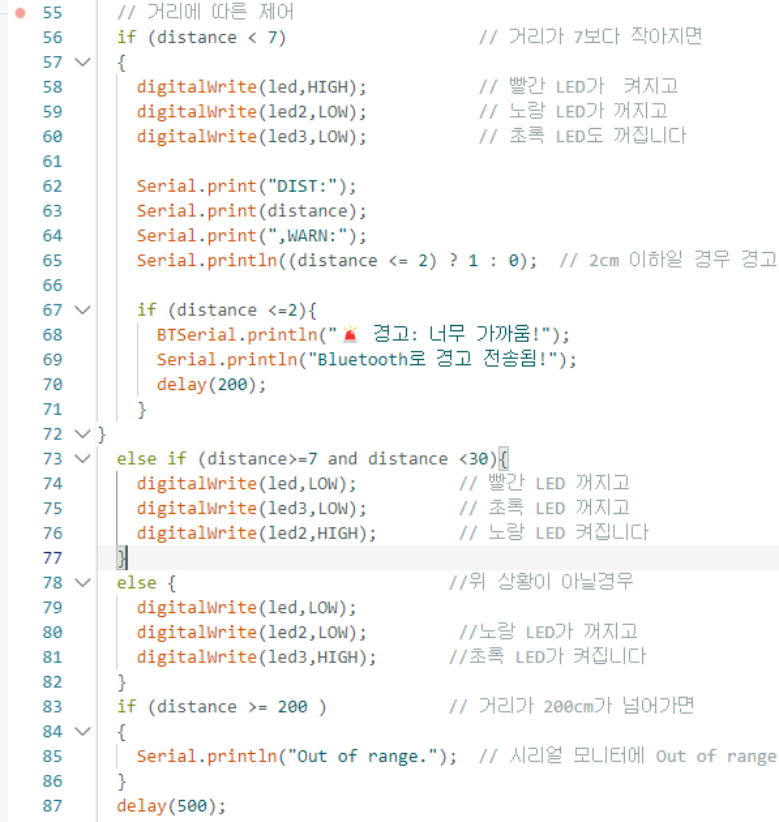 55 // 거리에 따른 제어
56 if (distance < 7) // 거리가 7보다 작아지면
57 {
58 digitalWrite(led,HIGH); // 빨간 LED가  켜지고
59 digitalWrite(led2,LOW); // 노랑 LED가 꺼지고
60 digitalWrite(led3,LOW); // 초록 LED도 꺼집니다
61
62 Serial.print("DIST:");
63 Serial.print(distance);
64 Serial.print(",WARN:");
65 Serial.println((distance <= 2) ? 1 : 0); // 2cm 이하일 경우 경고
66
67 if (distance <=2){
68 BTSerial.println("🚨 경고: 너무 가까움!");
69 Serial.println("Bluetooth로 경고 전송됨!");
70 delay(200);
71 }
72 }
73 else if (distance>=7 and distance <30){
74 digitalWrite(led,LOW); // 빨간 LED 꺼지고
75 digitalWrite(led3,LOW); // 초록 LED 꺼지고
76 digitalWrite(led2,HIGH); // 노랑 LED 켜집니다
77 }
78 else { //위 상황이 아닐경우
79 digitalWrite(led,LOW);
80 digitalWrite(led2,LOW); //노랑 LED가 꺼지고
81 digitalWrite(led3,HIGH); //초록 LED가 켜집니다
82 }
83 if (distance >= 200 ) // 거리가 200cm가 넘어가면
84 {
85 Serial.println("Out of range."); // 시리얼 모니터에 Out of range
86 }
87 delay(500);